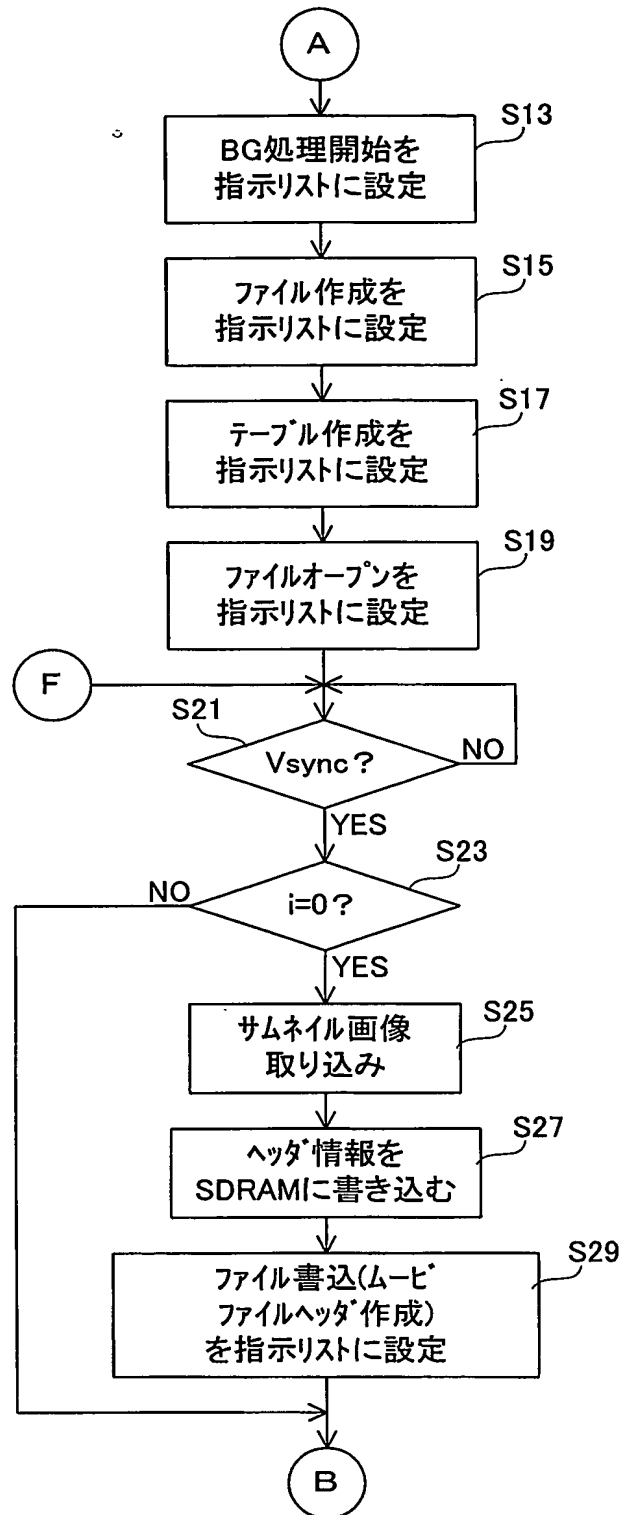 A
S13
BG処理開始を
指示リストに設定
S15
ファイル作成を
指示リストに設定
S17
テーブル作成を
指示リストに設定
S19
ファイルオープンを
指示リストに設定
F
S21
Vsync?
NO
YES
S23
NO
i=0?
YES
S25
サムネイル画像
取り込み
S27
ヘッダ情報を
SDRAMに書き込む
S29
ファイル書込(ムービ
ファイルヘッダ作成)
を指示リストに設定
B